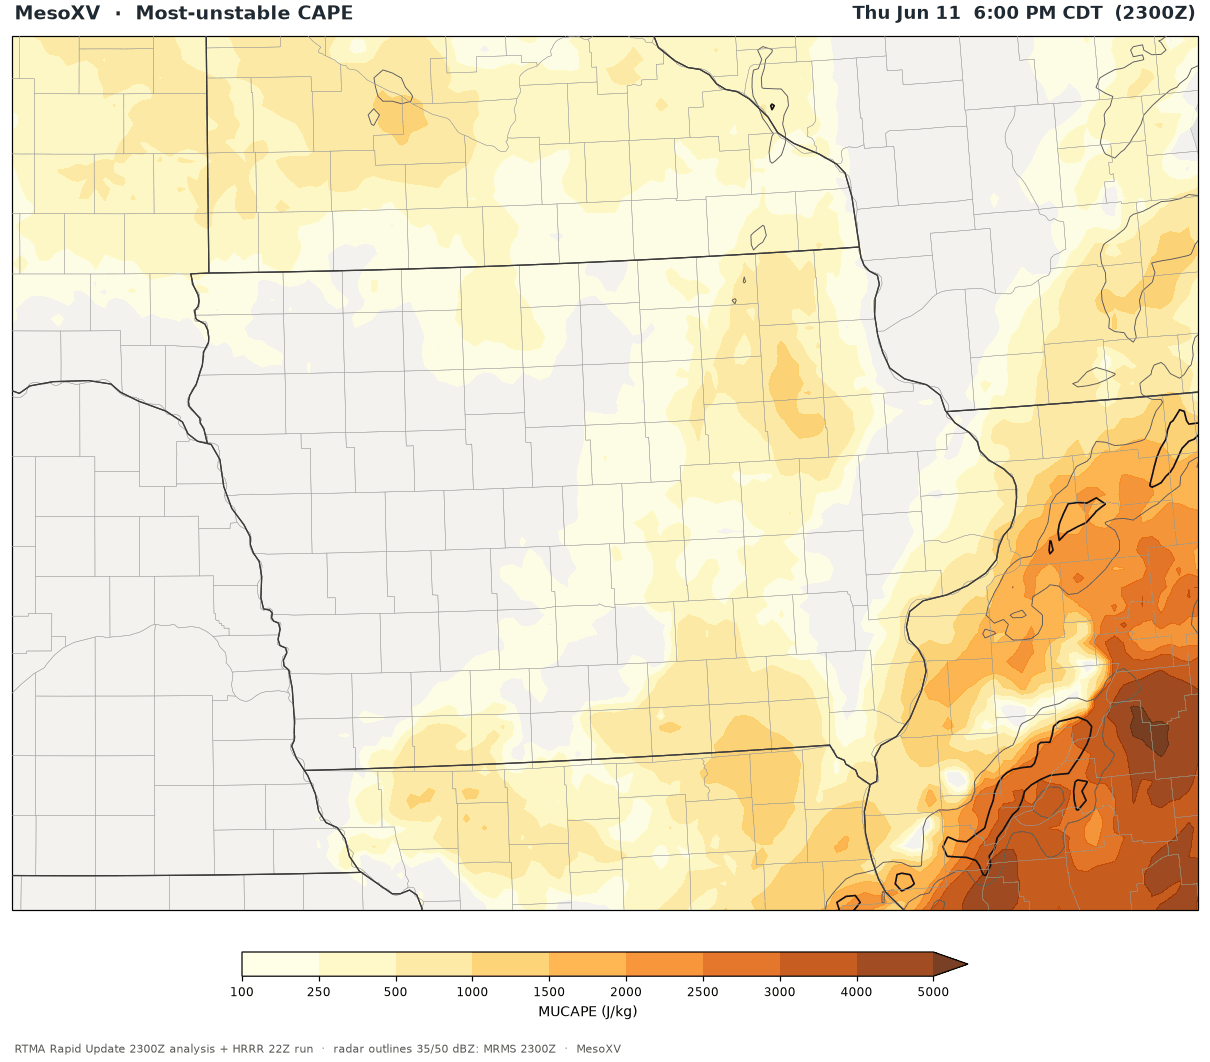 MesoXV · Most-unstable CAPE
Thu Jun 11 6:00 PM CDT (2300Z)
100 250 500 1000 1500 2000 2500 3000 4000 5000
MUCAPE (J/kg)
RTMA Rapid Update 2300Z analysis + HRRR 22Z run · radar outlines 35/50 dBZ: MRMS 2300Z · MesoXV